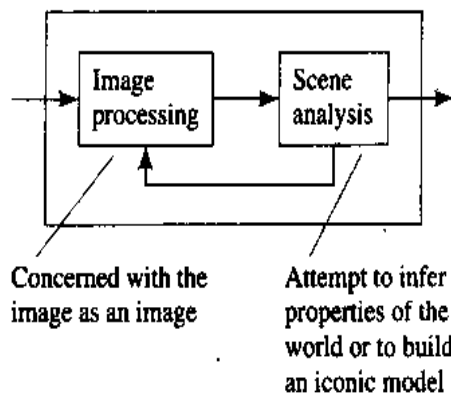 Image
processing
Scene
analysis
Concerned with the
image as an image
Attempt to infer
properties of the
world or to build
an iconic model